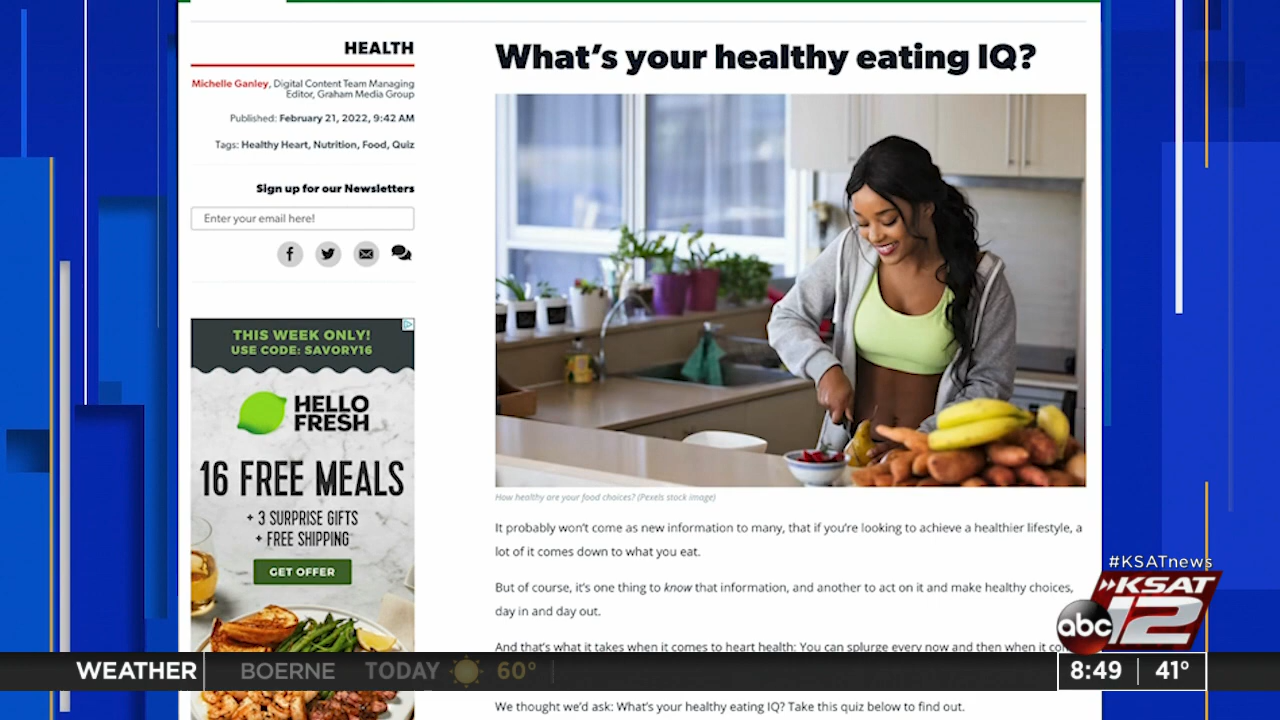 HEALTH
Michelle Ganley, Digital Content Team Managing
Editor, Graham Media Group
Published: February 21, 2022, 9:42 AM
Tags: Healthy Heart, Nutrition, Food, Quiz
Sign up for our Newsletters
Enter your email here!
THIS WEEK ONLY!
USE CODE: SAVORY16
HELLO
FRESH
16 FREE MEALS
+ 3 SURPRISE GIFTS
+ FREE SHIPPING
GET OFFER
What's your healthy eating IQ?
How healthy are your food choices? (Pexels stock image)
It probably won't come as new information to many, that if you're looking to achieve a healthier lifestyle, a
lot of it comes down to what you eat.
But of course, it's one thing to know that information, and another to act on it and make healthy choices,
day in and day out.
And that's what it takes when it comes to heart health: You can splurge every now and then when it
We thought we'd ask: What's your healthy eating IQ? Take this quiz below to find out.
#KSATnews
KSAT
abc 12
WEATHER BOERNE TODAY 60°
8:49 41°